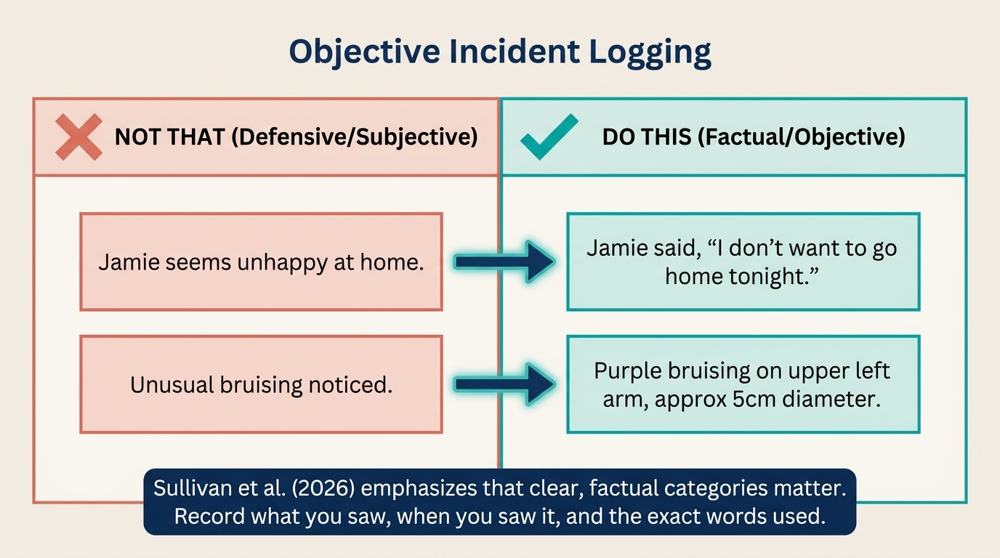 Objective Incident Logging
NOT THAT (Defensive/Subjective)
DO THIS (Factual/Objective)
Jamie seems unhappy at home.
Jamie said, “I don’t want to go
home tonight.”
Unusual bruising noticed.
Purple bruising on upper left
arm, approx 5cm diameter.
Sullivan et al. (2026) emphasizes that clear, factual categories matter.
Record what you saw, when you saw it, and the exact words used.